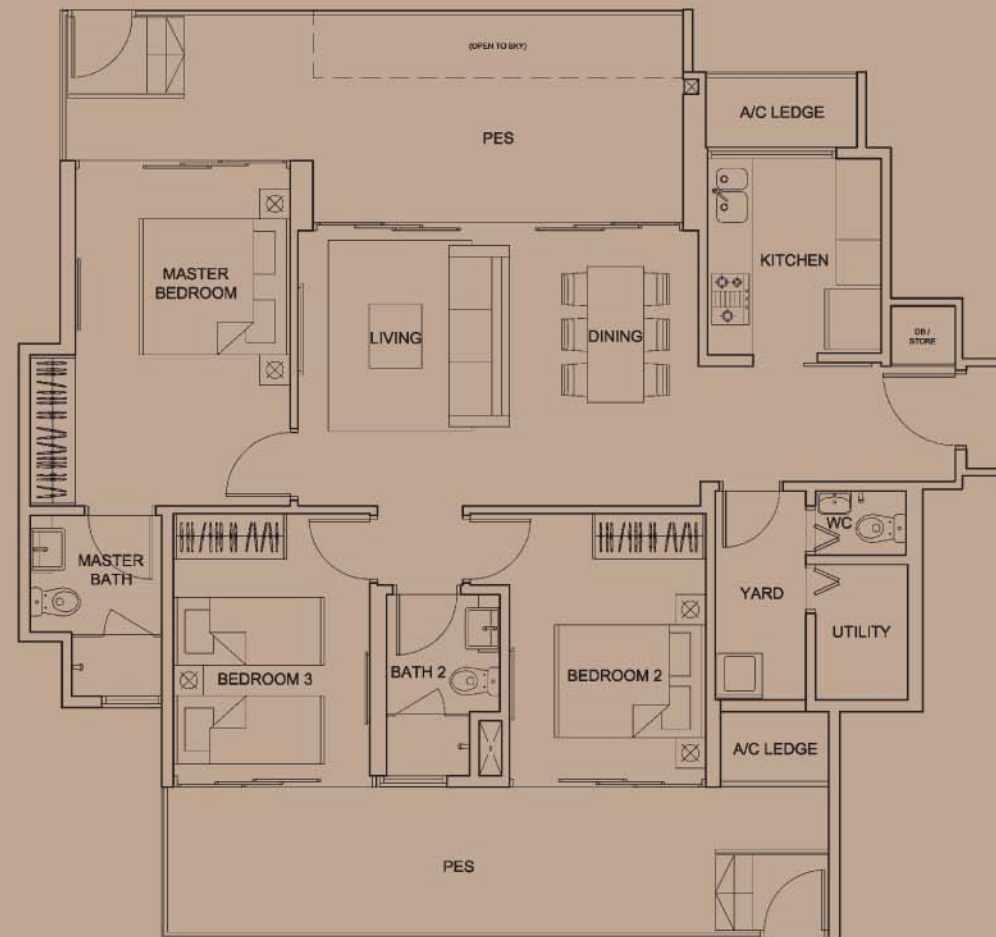 (OPEN TO SKY)
A/C LEDGE
PES
KITCHEN
MASTER
BEDROOM
LIVING
DINING
DB /
STORE
WC
MASTER
BATH
YARD
UTILITY
BEDROOM 3
BATH 2
BEDROOM 2
A/C LEDGE
PES